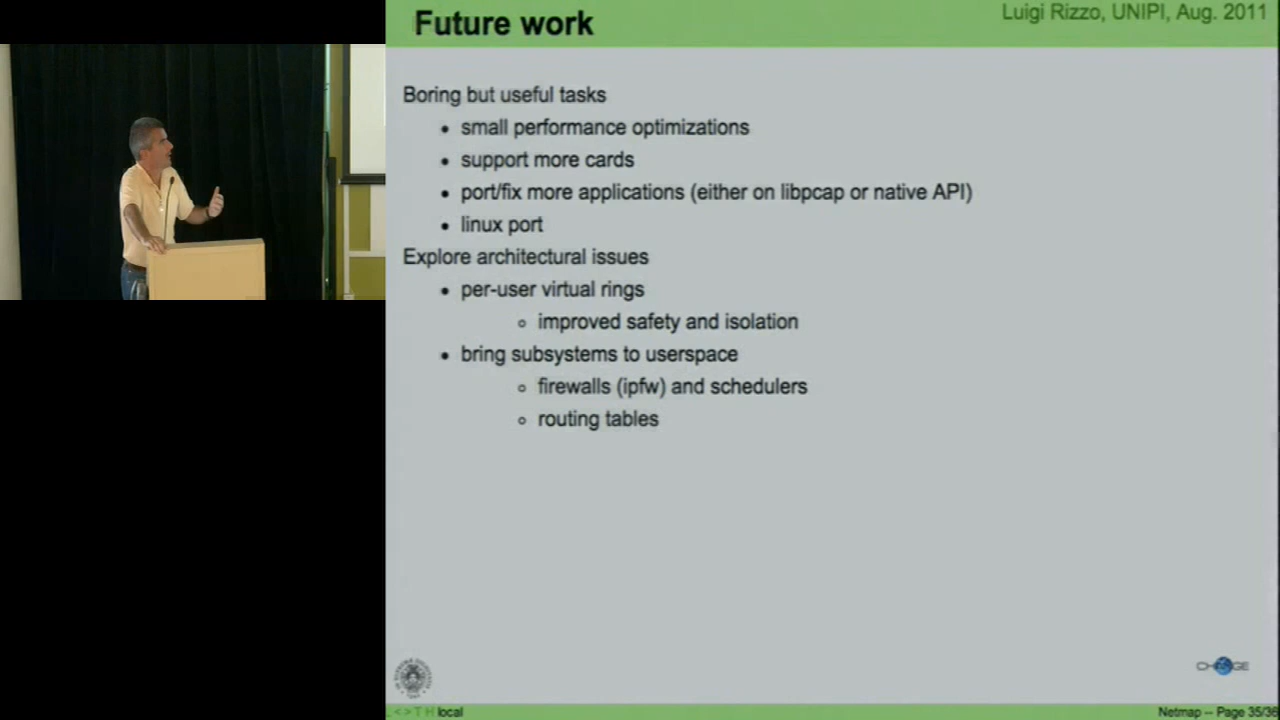 Future work
Luigi Rizzo, UNIPI, Aug. 2011
Boring but useful tasks
• small performance optimizations
• support more cards
• port/fix more applications (either on libpcap or native API)
• linux port
Explore architectural issues
• per-user virtual rings
◦ improved safety and isolation
• bring subsystems to userspace
◦ firewalls (ipfw) and schedulers
◦ routing tables
CHANGE
< > T H local
Netmap -- Page 35/36